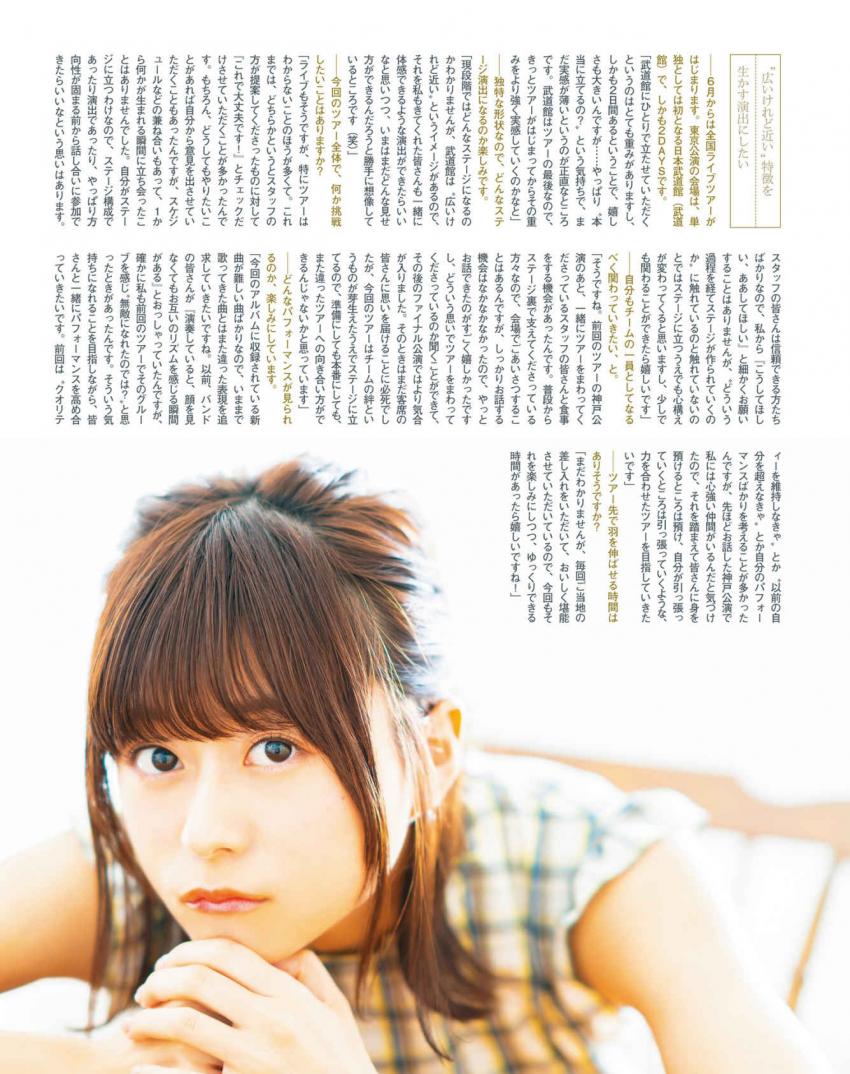 “広いけれど近い”特徴を
生かす演出にしたい
――6月からは全国ライブツアーが
はじまります。東京公演の会場は、単
独としては初となる日本武道館（武道
館）で、しかも2DAYSです。
「武道館にひとりで立たせていただく
というのはとても重みがありますし、
しかも2日間あるということで、嬉し
さも大きいんですが……やっぱり〝本
当に立てるの?〟という気持ちで、ま
だ実感が薄いというのが正直なところ
です。武道館はツアーの最後なので、
きっとツアーがはじまってからその重
みをより強く実感していくのかなと」
――独特な形状なので、どんなステ
ージ演出になるのか楽しみです。
「現段階ではどんなステージになるの
かわかりませんが、武道館は〝広いけ
れど近い〟というイメージがあるので、
それを私もきてくれた皆さんも一緒に
体感できるような演出ができたらいい
なと思いつつ、いまはまだどんな見せ
方ができるんだろうと勝手に想像して
いるところです（笑）」
――今回のツアー全体で、何か挑戦
したいことはありますか?
「ライブもそうですが、特にツアーは
わからないことのほうが多くて。これ
までは、どちらかというとスタッフの
方が提案してくださったものに対して
『これで大丈夫です!』とチェックだ
けさせていただくことが多かったんで
す。もちろん、どうしてもやりたいこ
とがあれば自分から意見を出させてい
ただくこともあったんですが、スケジ
ュールなどの兼ね合いもあって、1か
ら何かが生まれる瞬間に立ち会ったこ
とはありませんでした。自分がステー
ジに立つわけなので、ステージ構成で
あったり演出であったり、やっぱり方
向性が固まる前から話し合いに参加で
きたらいいなという思いはあります。
スタッフの皆さんは信頼できる方たち
ばかりなので、私から『こうしてほし
い、ああしてほしい』と細かくお願い
することはありませんが、〝どういう
過程を経てステージが作られていくの
か〟に触れているのと触れていないの
とではステージに立つうえでも心構え
が変わってくると思いますし、少しで
も関わることができたら嬉しいです」
――自分もチームの一員としてなる
べく関わっていきたい、と。
「そうですね。前回のツアーの神戸公
演のあと、一緒にツアーをまわってく
ださっているスタッフの皆さんと食事
をする機会があったんです。普段から
ステージ裏で支えてくださっている
方々なので、会場でごあいさつするこ
とはあるんですが、しっかりお話する
機会はなかなかなかったので、やっと
お話できたのがすごく嬉しかったです
し、どういう思いでツアーをまわって
くださっているのか聞くことができて、
その後のファイナル公演ではより気合
が入りました。そのときはまだ客席の
皆さんに思いを届けることに必死でし
たが、今回のツアーはチームの絆とい
うものが芽生えたうえでステージに立
てるので、準備にしても本番にしても、
また違ったツアーへの向き合い方がで
きるんじゃないかと思っています」
――どんなパフォーマンスが見られ
るのか、楽しみにしています。
「今回のアルバムに収録されている新
曲が難しい曲ばかりなので、いままで
歌ってきた曲とはまた違った表現を追
求していきたいですね。以前、バンド
の皆さんが『演奏していると、顔を見
なくてもお互いのリズムを感じる瞬間
がある』とおっしゃっていたんですが、
確かに私も前回のツアーでそのグルー
ブを感じ〝無敵になれたのでは?〟と思
ったときがあったんです。そういう気
持ちになれることを目指しながら、皆
さんと一緒にパフォーマンスを高め合
っていきたいです。前回は〝クオリテ
ィーを維持しなきゃ〟とか〝以前の自
分を超えなきゃ〟とか自分のパフォー
マンスばかりを考えることが多かった
んですが、先ほどお話した神戸公演で
私には心強い仲間がいるんだと気づけ
たので、それを踏まえて皆さんに身を
預けるところは預け、自分が引っ張っ
ていくところは引っ張っていくような、
力を合わせたツアーを目指していきた
いです」
――ツアー先で羽を伸ばせる時間は
ありそうですか?
「まだわかりませんが、毎回ご当地の
差し入れをいただいて、おいしく堪能
させていただいているので、今回もそ
れを楽しみにしつつ、ゆっくりできる
時間があったら嬉しいですね!」